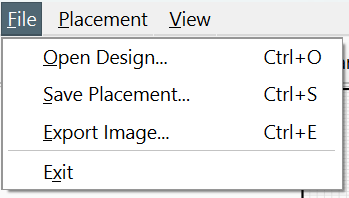 File Placement View
Open Design... Ctrl+O
Save Placement... Ctrl+S
Export Image... Ctrl+E
Exit